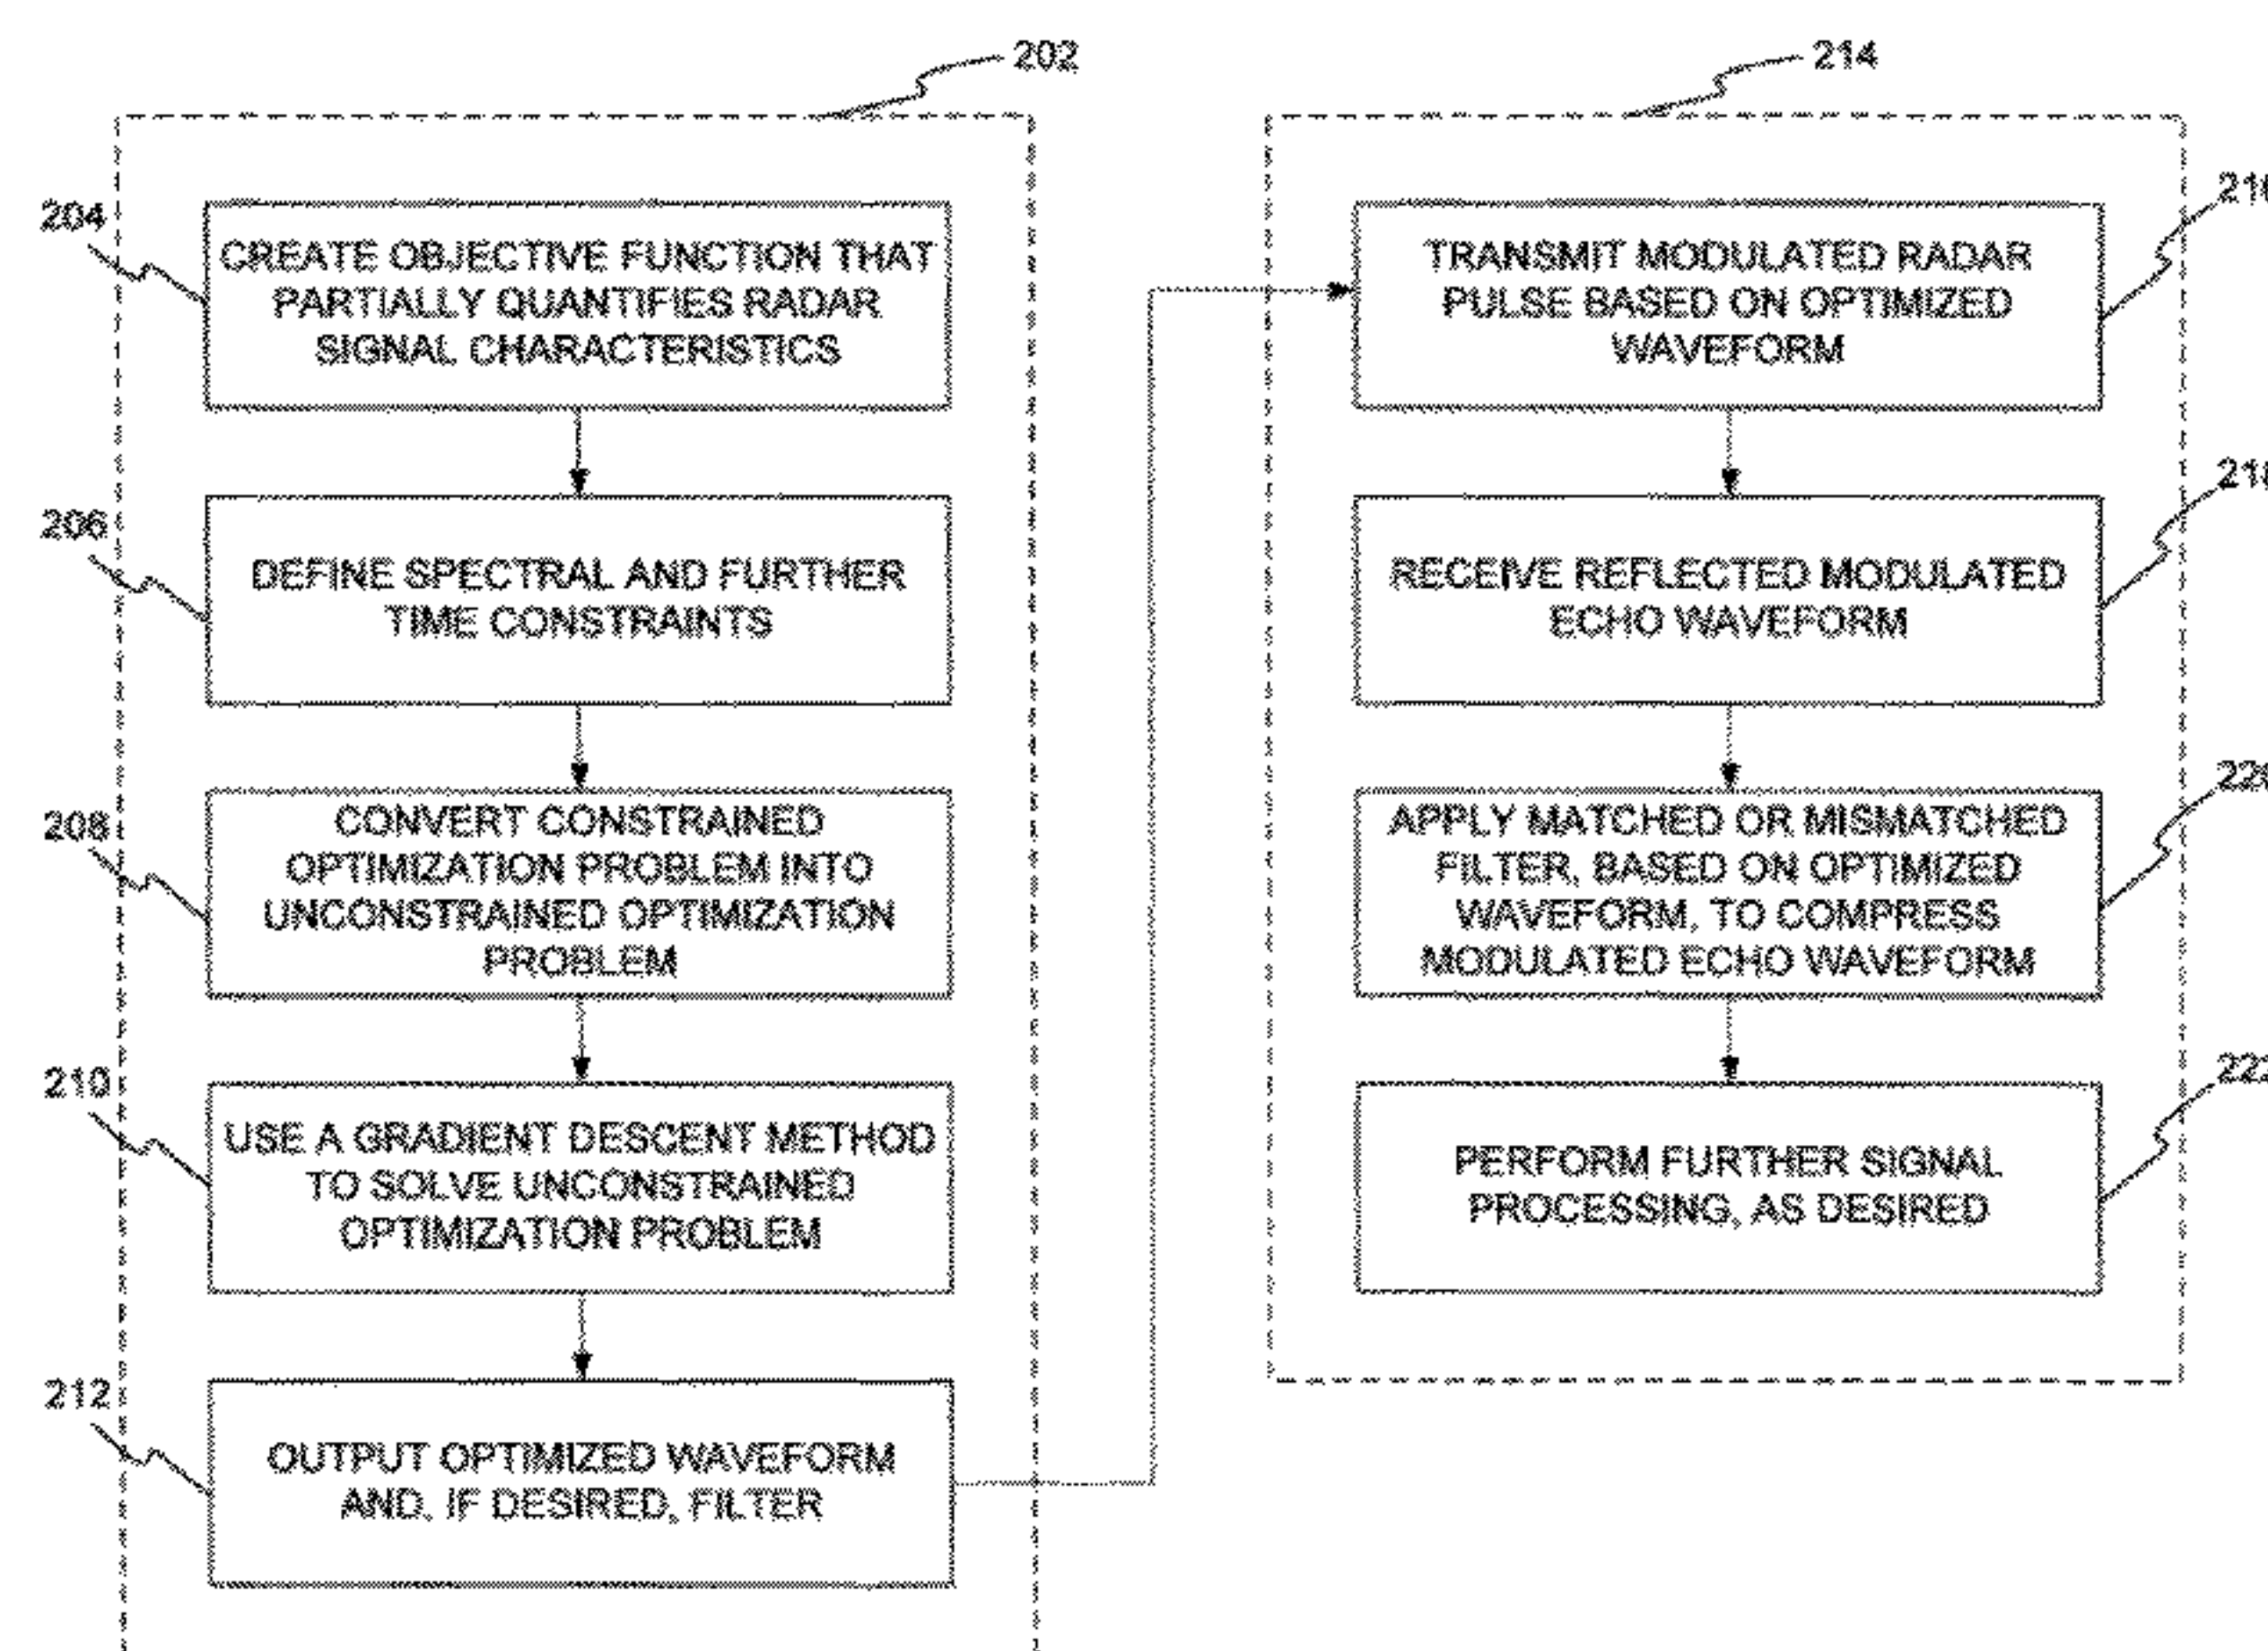 202
204
CREATE OBJECTIVE FUNCTION THAT
PARTIALLY QUANTIFIES RADAR
SIGNAL CHARACTERISTICS
206
DEFINE SPECTRAL AND FURTHER
TIME CONSTRAINTS
208
CONVERT CONSTRAINED
OPTIMIZATION PROBLEM INTO
UNCONSTRAINED OPTIMIZATION
PROBLEM
210
USE A GRADIENT DESCENT METHOD
TO SOLVE UNCONSTRAINED
OPTIMIZATION PROBLEM
212
OUTPUT OPTIMIZED WAVEFORM
AND, IF DESIRED, FILTER
214
TRANSMIT MODULATED RADAR
PULSE BASED ON OPTIMIZED
WAVEFORM
RECEIVE REFLECTED MODULATED
ECHO WAVEFORM
APPLY MATCHED OR MISMATCHED
FILTER, BASED ON OPTIMIZED
WAVEFORM, TO COMPRESS
MODULATED ECHO WAVEFORM
PERFORM FURTHER SIGNAL
PROCESSING, AS DESIRED